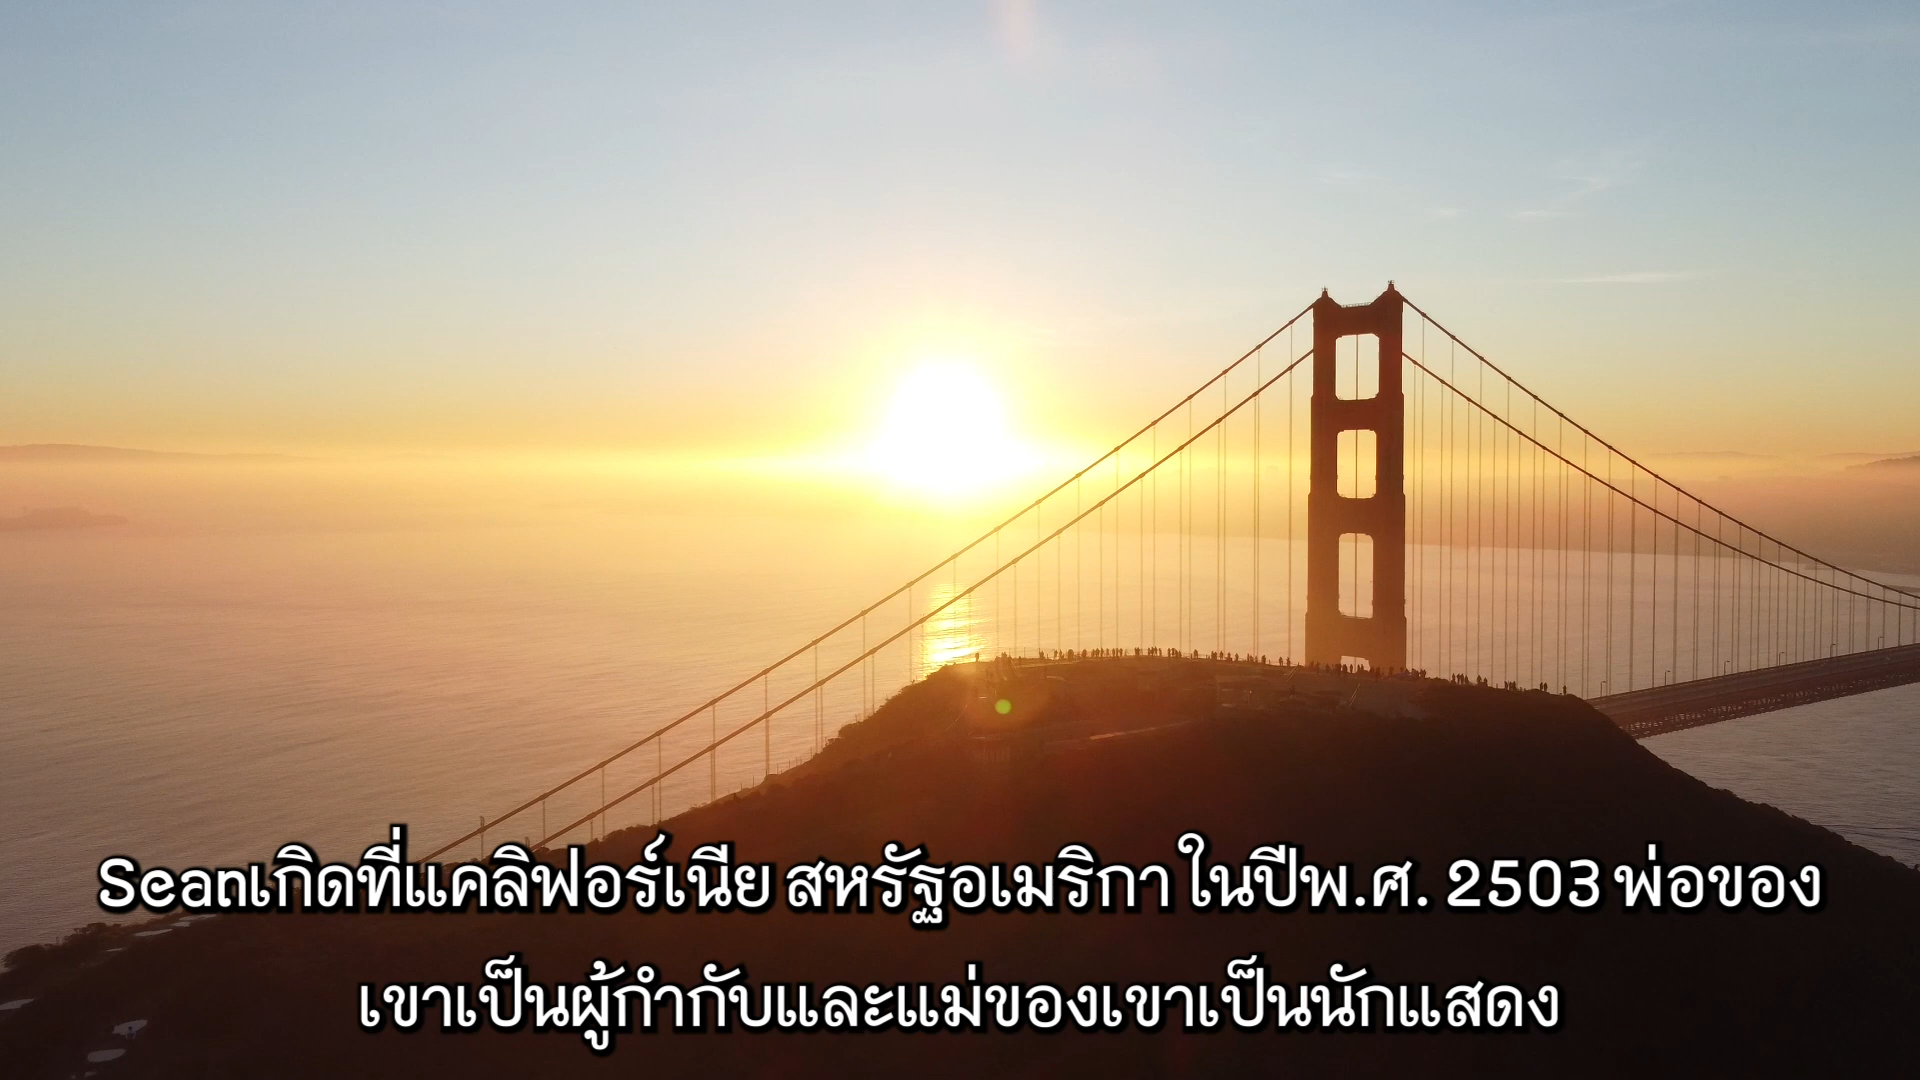 Seanเกิดที่แคลิฟอร์เนีย สหรัฐอเมริกา ในปีพ.ศ. 2503 พ่อของ
เขาเป็นผู้กำกับและแม่ของเขาเป็นนักแสดง